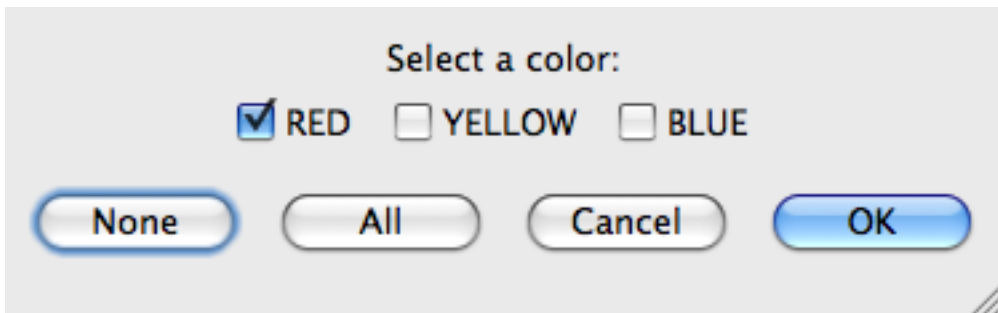 Select a color:
RED YELLOW BLUE
None All Cancel OK